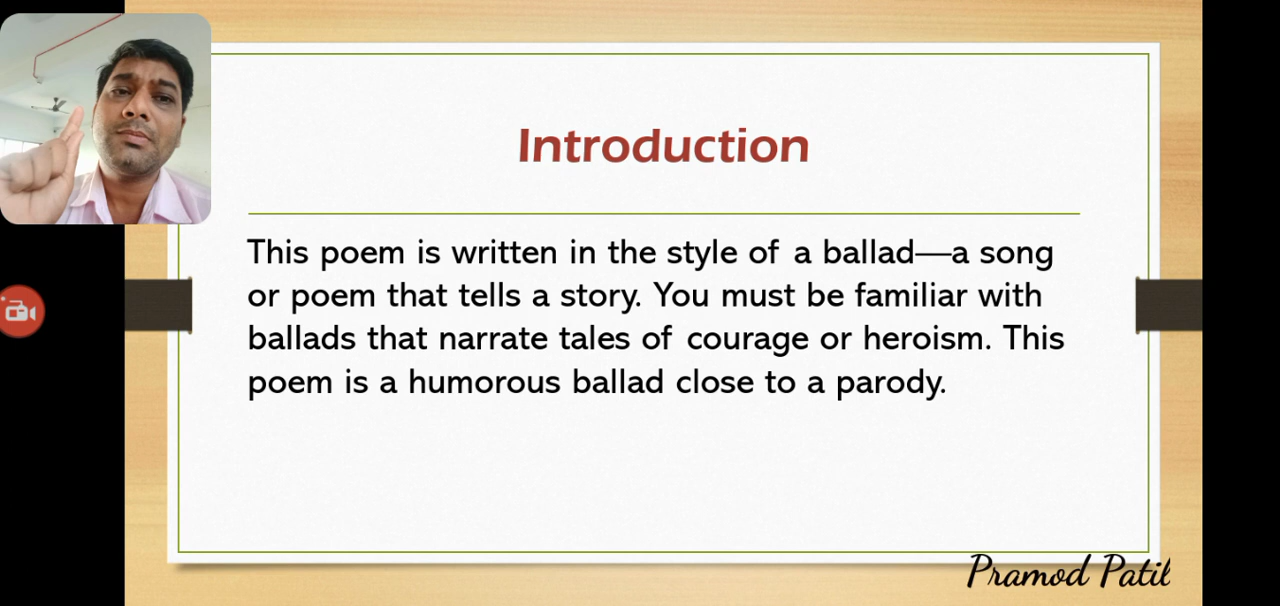 Introduction
This poem is written in the style of a ballad—a song
or poem that tells a story. You must be familiar with
ballads that narrate tales of courage or heroism. This
poem is a humorous ballad close to a parody.
Pramod Patil